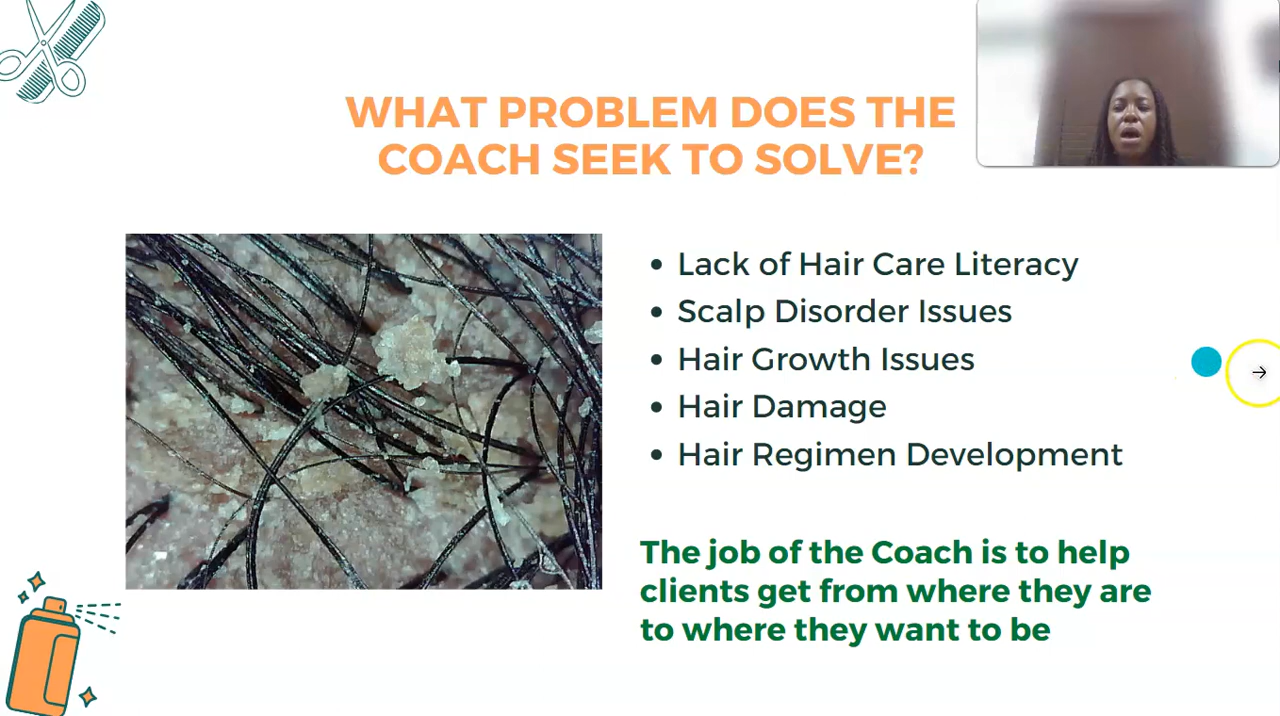 WHAT PROBLEM DOES THE
COACH SEEK TO SOLVE?
• Lack of Hair Care Literacy
• Scalp Disorder Issues
• Hair Growth Issues
• Hair Damage
• Hair Regimen Development
The job of the Coach is to help
clients get from where they are
to where they want to be